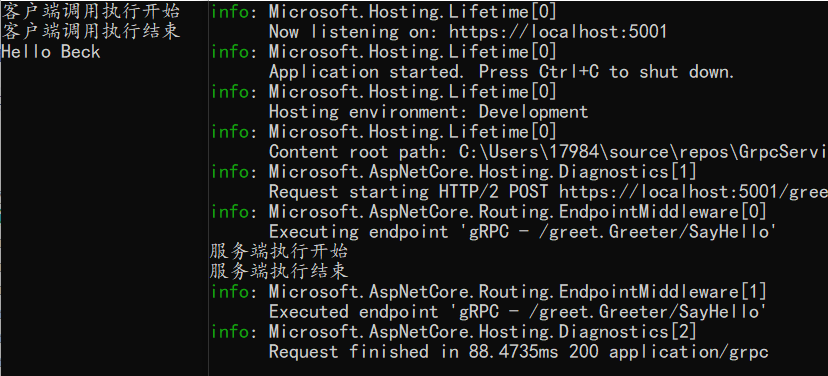 客户端调用执行开始
客户端调用执行结束
Hello Beck
info: Microsoft.Hosting.Lifetime[0]
Now listening on: https://localhost:5001
info: Microsoft.Hosting.Lifetime[0]
Application started. Press Ctrl+C to shut down.
info: Microsoft.Hosting.Lifetime[0]
Hosting environment: Development
info: Microsoft.Hosting.Lifetime[0]
Content root path: C:\Users\17984\source\repos\GrpcServi
info: Microsoft.AspNetCore.Hosting.Diagnostics[1]
Request starting HTTP/2 POST https://localhost:5001/gree
info: Microsoft.AspNetCore.Routing.EndpointMiddleware[0]
Executing endpoint 'gRPC - /greet.Greeter/SayHello'
服务端执行开始
服务端执行结束
info: Microsoft.AspNetCore.Routing.EndpointMiddleware[1]
Executed endpoint 'gRPC - /greet.Greeter/SayHello'
info: Microsoft.AspNetCore.Hosting.Diagnostics[2]
Request finished in 88.4735ms 200 application/grpc